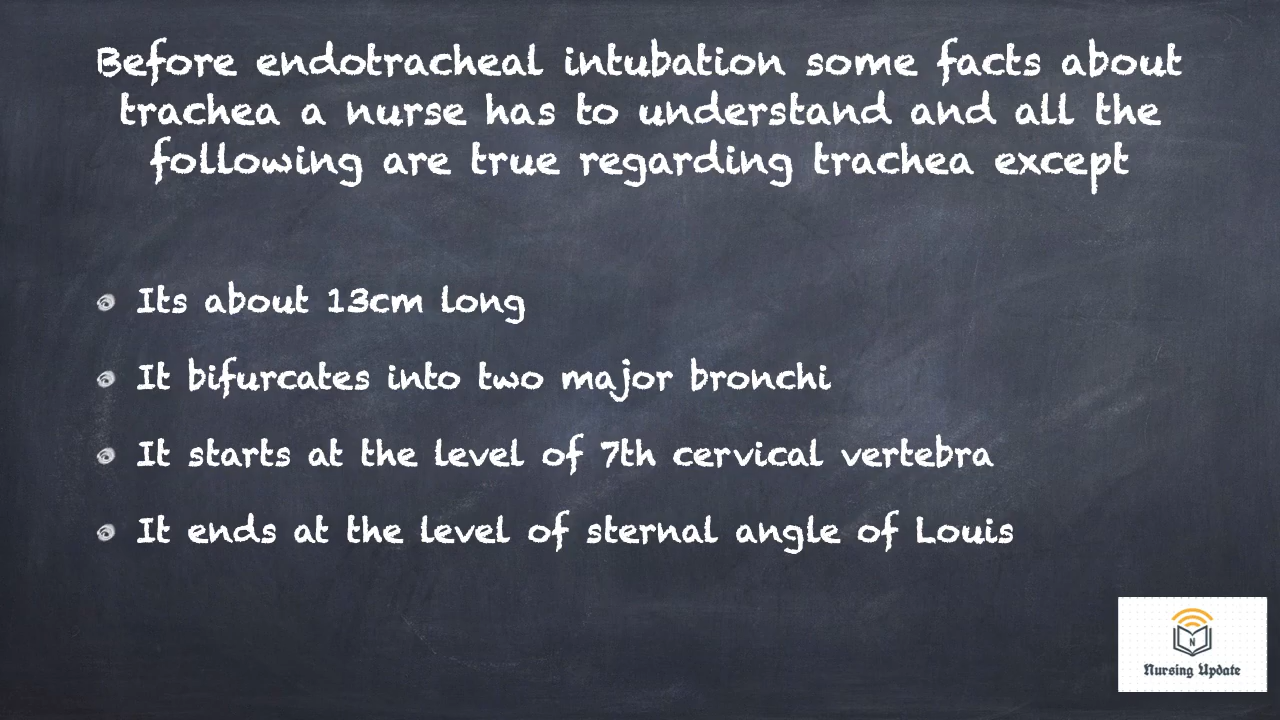 Before endotracheal intubation some facts about
trachea a nurse has to understand and all the
following are true regarding trachea except
Its about 13cm long
It bifurcates into two major bronchi
It starts at the level of 7th cervical vertebra
It ends at the level of sternal angle of Louis
N
Nursing Update